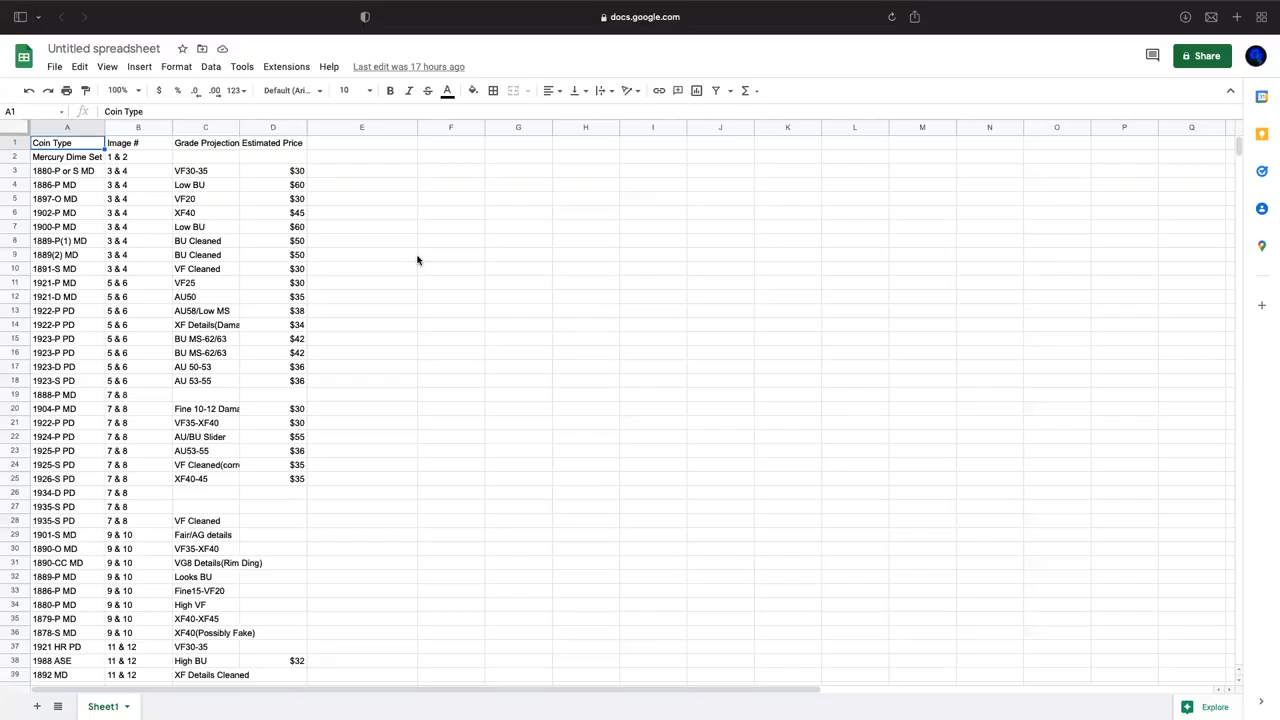 docs.google.com
Untitled spreadsheet
File Edit View Insert Format Data Tools Extensions Help Last edit was 17 hours ago
Share
100% $ % .0 .00 123 Default (Ari... 10 B I S A
A1 fx Coin Type
A B C D E F G H I J K L M N O P Q
1 Coin Type Image # Grade Projection Estimated Price
2 Mercury Dime Set 1 & 2
3 1880-P or S MD 3 & 4 VF30-35 $30
4 1886-P MD 3 & 4 Low BU $60
5 1897-O MD 3 & 4 VF20 $30
6 1902-P MD 3 & 4 XF40 $45
7 1900-P MD 3 & 4 Low BU $60
8 1889-P(1) MD 3 & 4 BU Cleaned $50
9 1889(2) MD 3 & 4 BU Cleaned $50
10 1891-S MD 3 & 4 VF Cleaned $30
11 1921-P MD 5 & 6 VF25 $30
12 1921-D MD 5 & 6 AU50 $35
13 1922-P PD 5 & 6 AU58/Low MS $38
14 1922-P PD 5 & 6 XF Details(Dama $34
15 1923-P PD 5 & 6 BU MS-62/63 $42
16 1923-P PD 5 & 6 BU MS-62/63 $42
17 1923-D PD 5 & 6 AU 50-53 $36
18 1923-S PD 5 & 6 AU 53-55 $36
19 1888-P MD 7 & 8
20 1904-P MD 7 & 8 Fine 10-12 Dama $30
21 1922-P PD 7 & 8 VF35-XF40 $30
22 1924-P PD 7 & 8 AU/BU Slider $55
23 1925-P PD 7 & 8 AU53-55 $36
24 1925-S PD 7 & 8 VF Cleaned(corr $35
25 1926-S PD 7 & 8 XF40-45 $35
26 1934-D PD 7 & 8
27 1935-S PD 7 & 8
28 1935-S PD 7 & 8 VF Cleaned
29 1901-S MD 9 & 10 Fair/AG details
30 1890-O MD 9 & 10 VF35-XF40
31 1890-CC MD 9 & 10 VG8 Details(Rim Ding)
32 1889-P MD 9 & 10 Looks BU
33 1886-P MD 9 & 10 Fine15-VF20
34 1880-P MD 9 & 10 High VF
35 1879-P MD 9 & 10 XF40-XF45
36 1878-S MD 9 & 10 XF40(Possibly Fake)
37 1921 HR PD 11 & 12 VF30-35
38 1988 ASE 11 & 12 High BU $32
39 1892 MD 11 & 12 XF Details Cleaned
Sheet1
Explore